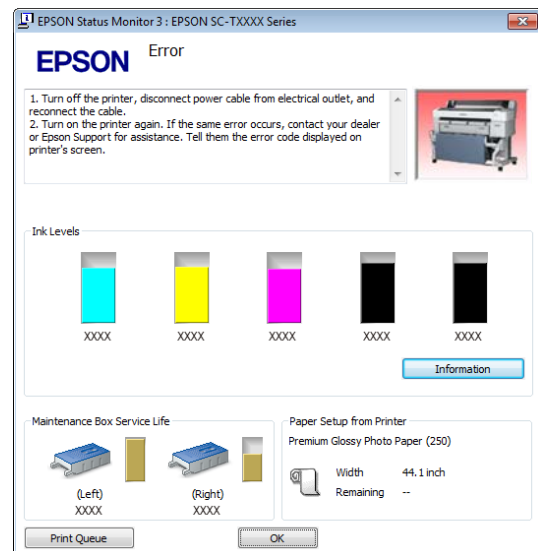 EPSON Status Monitor 3 : EPSON SC-TXXXX Series
EPSON
Error
1. Turn off the printer, disconnect power cable from electrical outlet, and
reconnect the cable.
2. Turn on the printer again. If the same error occurs, contact your dealer
or Epson Support for assistance. Tell them the error code displayed on
printer's screen.
Ink Levels
XXXX XXXX XXXX XXXX XXXX
Information
Maintenance Box Service Life
(Left) (Right)
XXXX XXXX
Paper Setup from Printer
Premium Glossy Photo Paper (250)
Width 44.1 inch
Remaining --
Print Queue OK